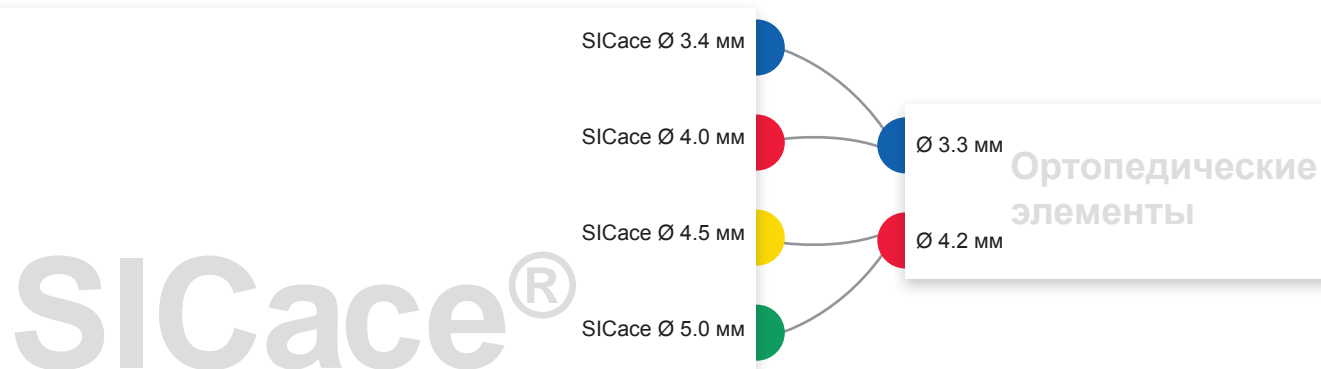 SICace Ø 3.4 мм
SICace Ø 4.0 мм
Ø 3.3 мм
Ортопедические
элементы
SICace Ø 4.5 мм
Ø 4.2 мм
SICace®
SICace Ø 5.0 мм